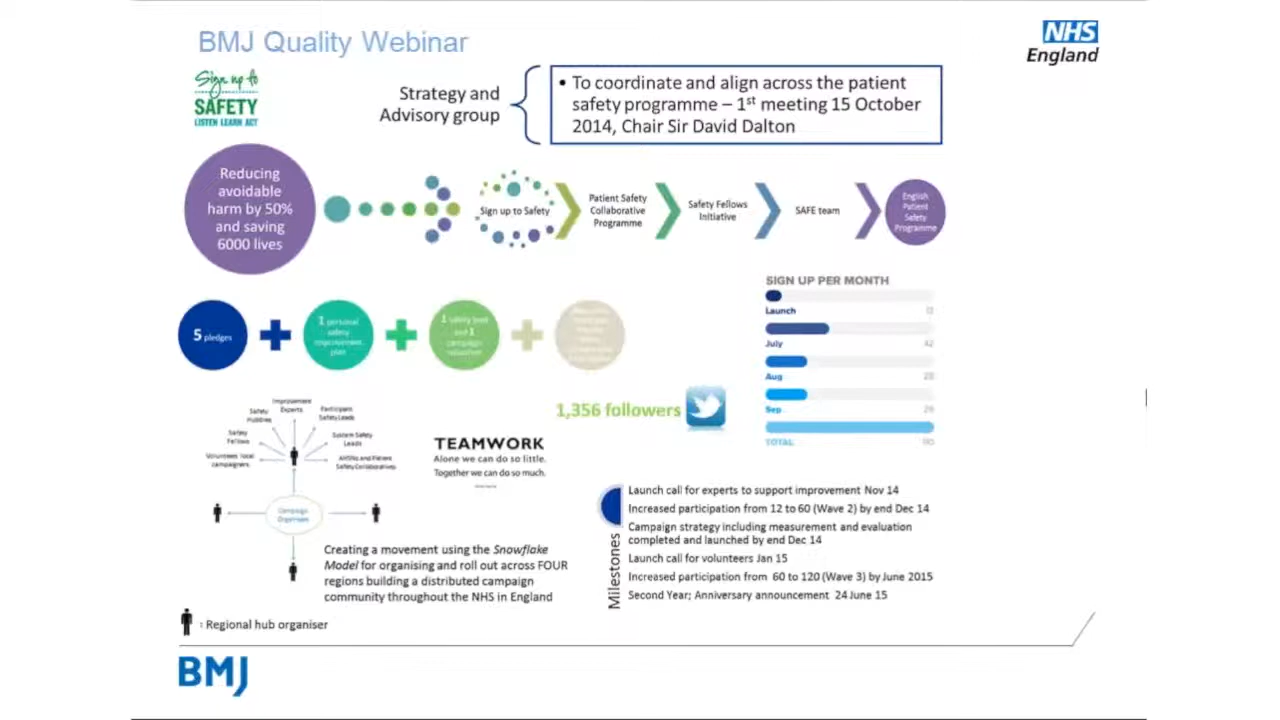 BMJ Quality Webinar
NHS
England
Sign up to
SAFETY
LISTEN LEARN ACT
Strategy and
Advisory group
• To coordinate and align across the patient
safety programme – 1st meeting 15 October
2014, Chair Sir David Dalton
Reducing
avoidable
harm by 50%
and saving
6000 lives
Sign up to Safety
Patient Safety
Collaborative
Programme
Safety Fellows
Initiative
SAFE team
English
Patient
Safety
Programme
5 pledges
1 personal
safety
improvement
plan
and 1
SIGN UP PER MONTH
Launch
July
42
Aug
Sep
TOTAL
1,356 followers
Improvement
Experts
Safety
Participant
Safety Leads
Safety
Fellows
System Safety
Leads
Volunteers local
campaigners
AHSNs and Patient
Safety Collaboratives
Campaign
Organisers
TEAMWORK
Alone we can do so little.
Together we can do so much.
Creating a movement using the Snowflake
Model for organising and roll out across FOUR
regions building a distributed campaign
community throughout the NHS in England
: Regional hub organiser
Milestones
Launch call for experts to support improvement Nov 14
Increased participation from 12 to 60 (Wave 2) by end Dec 14
Campaign strategy including measurement and evaluation
completed and launched by end Dec 14
Launch call for volunteers Jan 15
Increased participation from 60 to 120 (Wave 3) by June 2015
Second Year; Anniversary announcement 24 June 15
BMJ